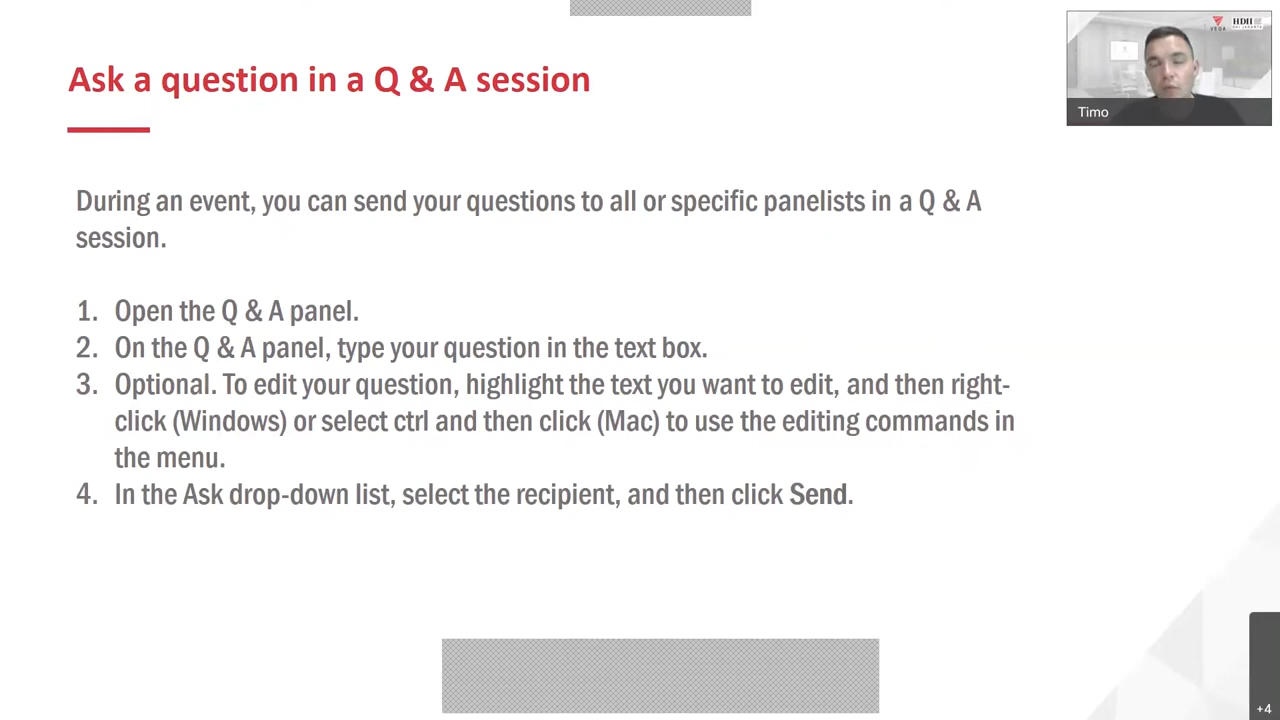 Ask a question in a Q & A session
VEDA
HDII
DKI JAKARTA
Timo
During an event, you can send your questions to all or specific panelists in a Q & A
session.
1. Open the Q & A panel.
2. On the Q & A panel, type your question in the text box.
3. Optional. To edit your question, highlight the text you want to edit, and then right-
click (Windows) or select ctrl and then click (Mac) to use the editing commands in
the menu.
4. In the Ask drop-down list, select the recipient, and then click Send.
+4